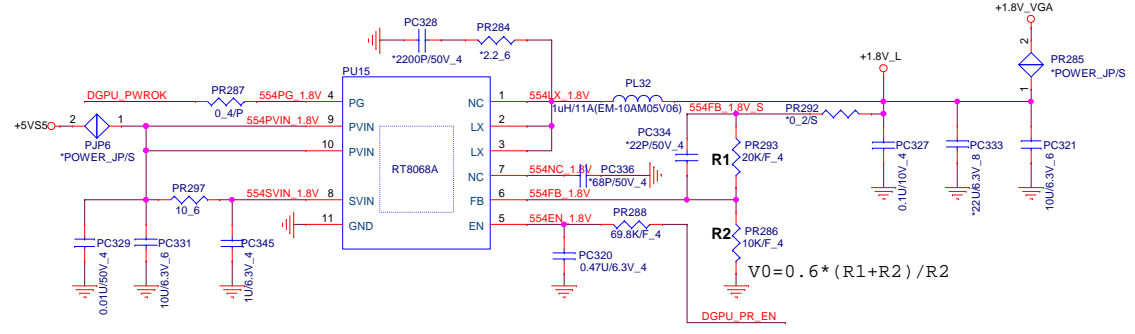 +1.8V_VGA
PC328
*2200P/50V_4
PR284
*2.2_6
2
1
PR285
*POWER_JP/S
+1.8V_L
PU15
DGPU_PWROK
PR287
0_4/P
554PG_1.8V
4
PG
NC
1
554LX_1.8V
PL32
1uH/11A(EM-10AM05V06)
554FB_1.8V_S
PR292
*0_2/S
+5VS5
2
1
PJP6
*POWER_JP/S
554PVIN_1.8V
9
PVIN
LX
2
10
PVIN
LX
3
RT8068A
NC
7
554NC_1.8V
PC336
*68P/50V_4
PC334
*22P/50V_4
R1
PR293
20K/F_4
PC327
0.1U/10V_4
PC333
*22U/6.3V_8
PC321
10U/6.3V_6
PR297
10_6
554SVIN_1.8V
8
SVIN
FB
6
554FB_1.8V
11
GND
EN
5
554EN_1.8V
PR288
69.8K/F_4
R2
PR286
10K/F_4
PC329
0.01U/50V_4
PC331
10U/6.3V_6
PC345
1U/6.3V_4
PC320
0.47U/6.3V_4
V0=0.6*(R1+R2)/R2
DGPU_PR_EN